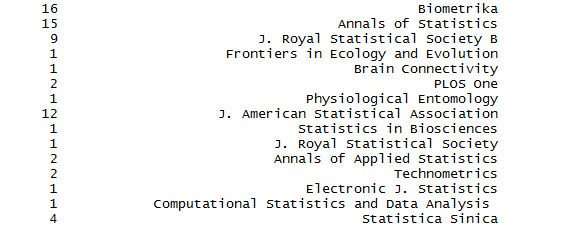 16 Biometrika
15 Annals of Statistics
9 J. Royal Statistical Society B
1 Frontiers in Ecology and Evolution
1 Brain Connectivity
2 PLOS One
1 Physiological Entomology
12 J. American Statistical Association
1 Statistics in Biosciences
1 J. Royal Statistical Society
2 Annals of Applied Statistics
2 Technometrics
1 Electronic J. Statistics
1 Computational Statistics and Data Analysis
4 Statistica Sinica